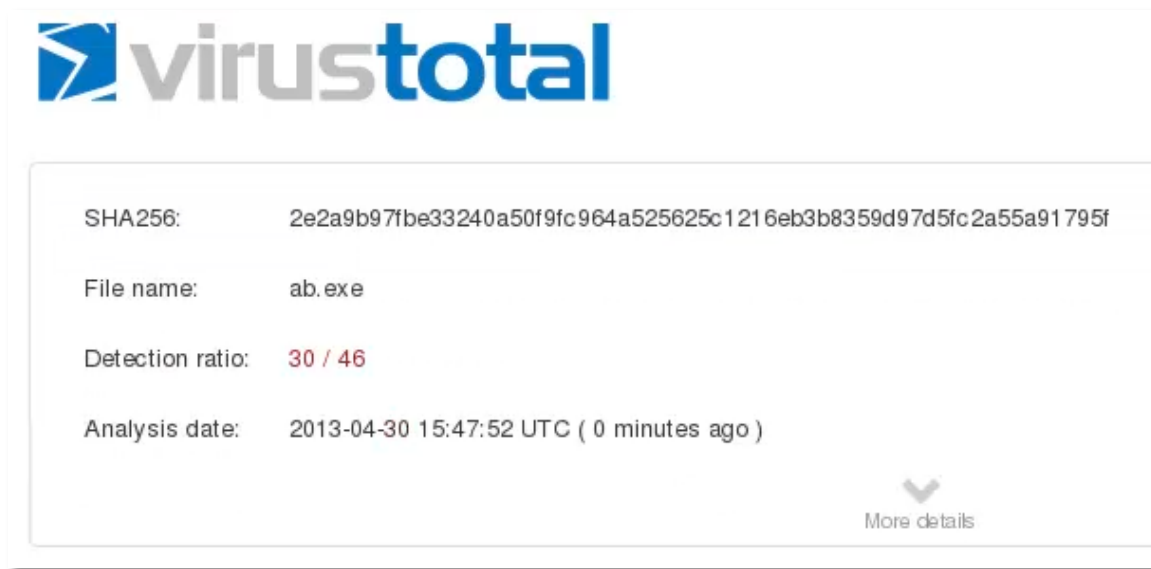 virustotal
SHA256: 2e2a9b97fbe33240a50f9fc964a525625c1216eb3b8359d97d5fc2a55a91795f
File name: ab.exe
Detection ratio: 30 / 46
Analysis date: 2013-04-30 15:47:52 UTC ( 0 minutes ago )
More details